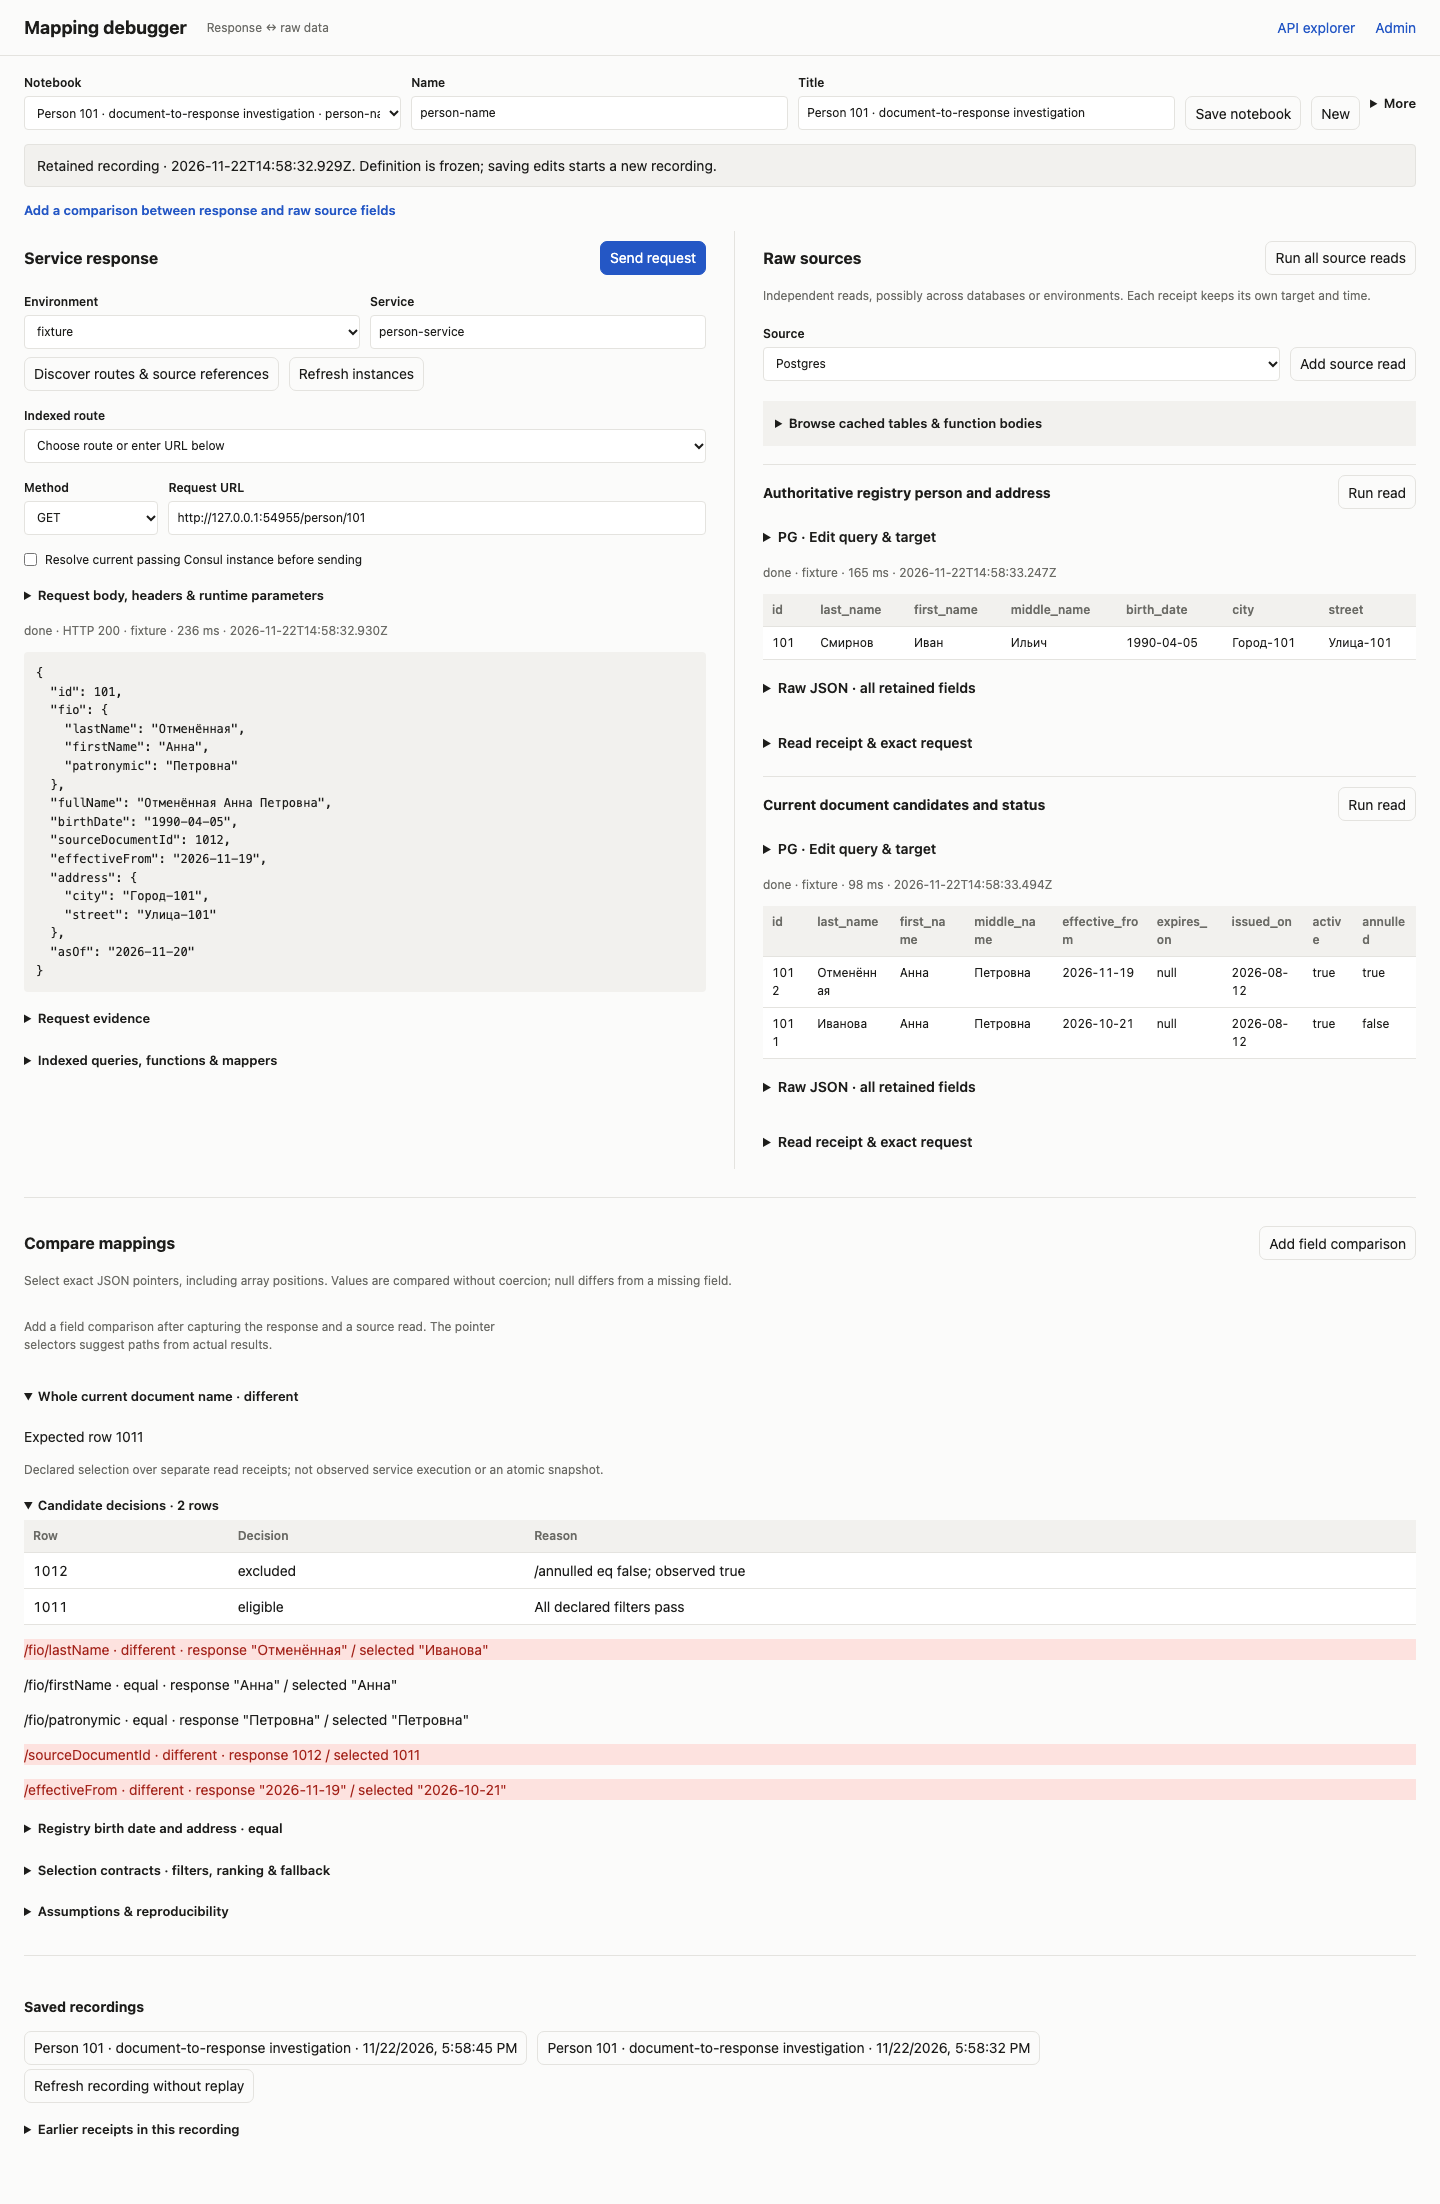 Mapping debugger
Response ↔ raw data
API explorer
Admin
Notebook
Name
Title
Person 101 · document-to-response investigation · person-na
person-name
Person 101 · document-to-response investigation
Save notebook
New
More
Retained recording · 2026-11-22T14:58:32.929Z. Definition is frozen; saving edits starts a new recording.
Add a comparison between response and raw source fields
Service response
Send request
Environment
Service
fixture
person-service
Discover routes & source references
Refresh instances
Indexed route
Choose route or enter URL below
Method
Request URL
GET
http://127.0.0.1:54955/person/101
Resolve current passing Consul instance before sending
Request body, headers & runtime parameters
done · HTTP 200 · fixture · 236 ms · 2026-11-22T14:58:32.930Z
{
"id": 101,
"fio": {
"lastName": "Отменённая",
"firstName": "Анна",
"patronymic": "Петровна"
},
"fullName": "Отменённая Анна Петровна",
"birthDate": "1990-04-05",
"sourceDocumentId": 1012,
"effectiveFrom": "2026-11-19",
"address": {
"city": "Город-101",
"street": "Улица-101"
},
"asOf": "2026-11-20"
}
Request evidence
Indexed queries, functions & mappers
Raw sources
Run all source reads
Independent reads, possibly across databases or environments. Each receipt keeps its own target and time.
Source
Postgres
Add source read
Browse cached tables & function bodies
Authoritative registry person and address
Run read
PG · Edit query & target
done · fixture · 165 ms · 2026-11-22T14:58:33.247Z
id last_name first_name middle_name birth_date city street
101 Смирнов Иван Ильич 1990-04-05 Город-101 Улица-101
Raw JSON · all retained fields
Read receipt & exact request
Current document candidates and status
Run read
PG · Edit query & target
done · fixture · 98 ms · 2026-11-22T14:58:33.494Z
id last_name first_na middle_na effective_fro expires_ issued_on activ annulle
me me m on e d
101 Отменённ Анна Петровна 2026-11-19 null 2026-08- true true
2 ая 12
101 Иванова Анна Петровна 2026-10-21 null 2026-08- true false
1 12
Raw JSON · all retained fields
Read receipt & exact request
Compare mappings
Add field comparison
Select exact JSON pointers, including array positions. Values are compared without coercion; null differs from a missing field.
Add a field comparison after capturing the response and a source read. The pointer
selectors suggest paths from actual results.
Whole current document name · different
Expected row 1011
Declared selection over separate read receipts; not observed service execution or an atomic snapshot.
Candidate decisions · 2 rows
Row Decision Reason
1012 excluded /annulled eq false; observed true
1011 eligible All declared filters pass
/fio/lastName · different · response "Отменённая" / selected "Иванова"
/fio/firstName · equal · response "Анна" / selected "Анна"
/fio/patronymic · equal · response "Петровна" / selected "Петровна"
/sourceDocumentId · different · response 1012 / selected 1011
/effectiveFrom · different · response "2026-11-19" / selected "2026-10-21"
Registry birth date and address · equal
Selection contracts · filters, ranking & fallback
Assumptions & reproducibility
Saved recordings
Person 101 · document-to-response investigation · 11/22/2026, 5:58:45 PM
Person 101 · document-to-response investigation · 11/22/2026, 5:58:32 PM
Refresh recording without replay
Earlier receipts in this recording